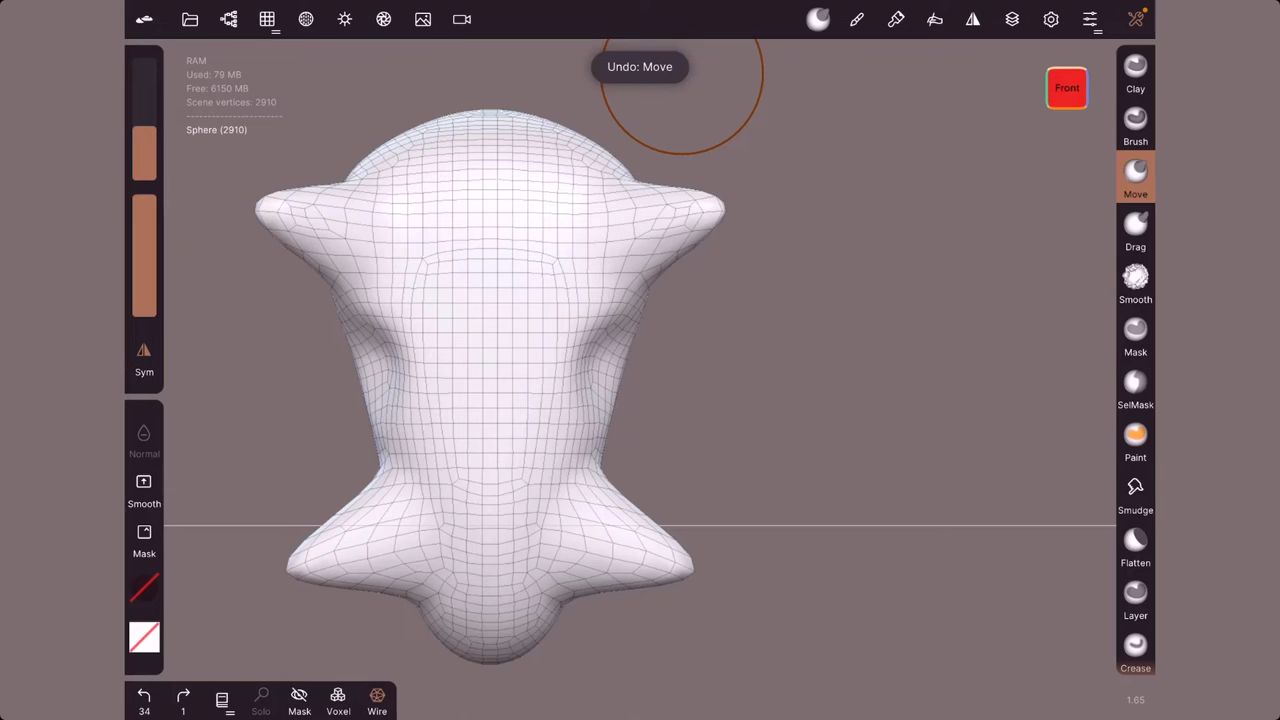 Undo: Move
RAM
Used: 79 MB
Free: 6150 MB
Scene vertices: 2910
-----------------------
Sphere (2910)
Front
Sym
Normal
Smooth
Mask
34
1
Solo
Mask
Voxel
Wire
Clay
Brush
Move
Drag
Smooth
Mask
SelMask
Paint
Smudge
Flatten
Layer
Crease
1.65